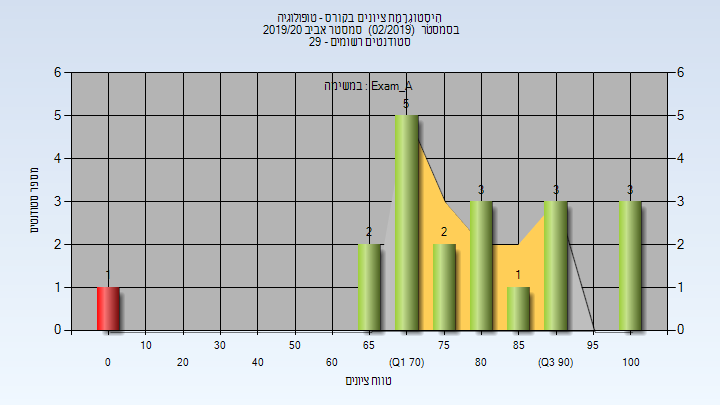 היסטוגרמת ציונים בקורס - טופולוגיה
בסמסטר (02/2019) סמסטר אביב 2019/20
סטודנטים רשומים - 29
במשימה : Exam_A
מספר סטודנטים
6 6
5 5
4 4
3 3
2 2
1 1
0 0
1 2 5 2 3 1 3 3
10 30 50 65 75 85 95
0 20 40 60 (Q1 70) 80 (Q3 90) 100
טווח ציונים